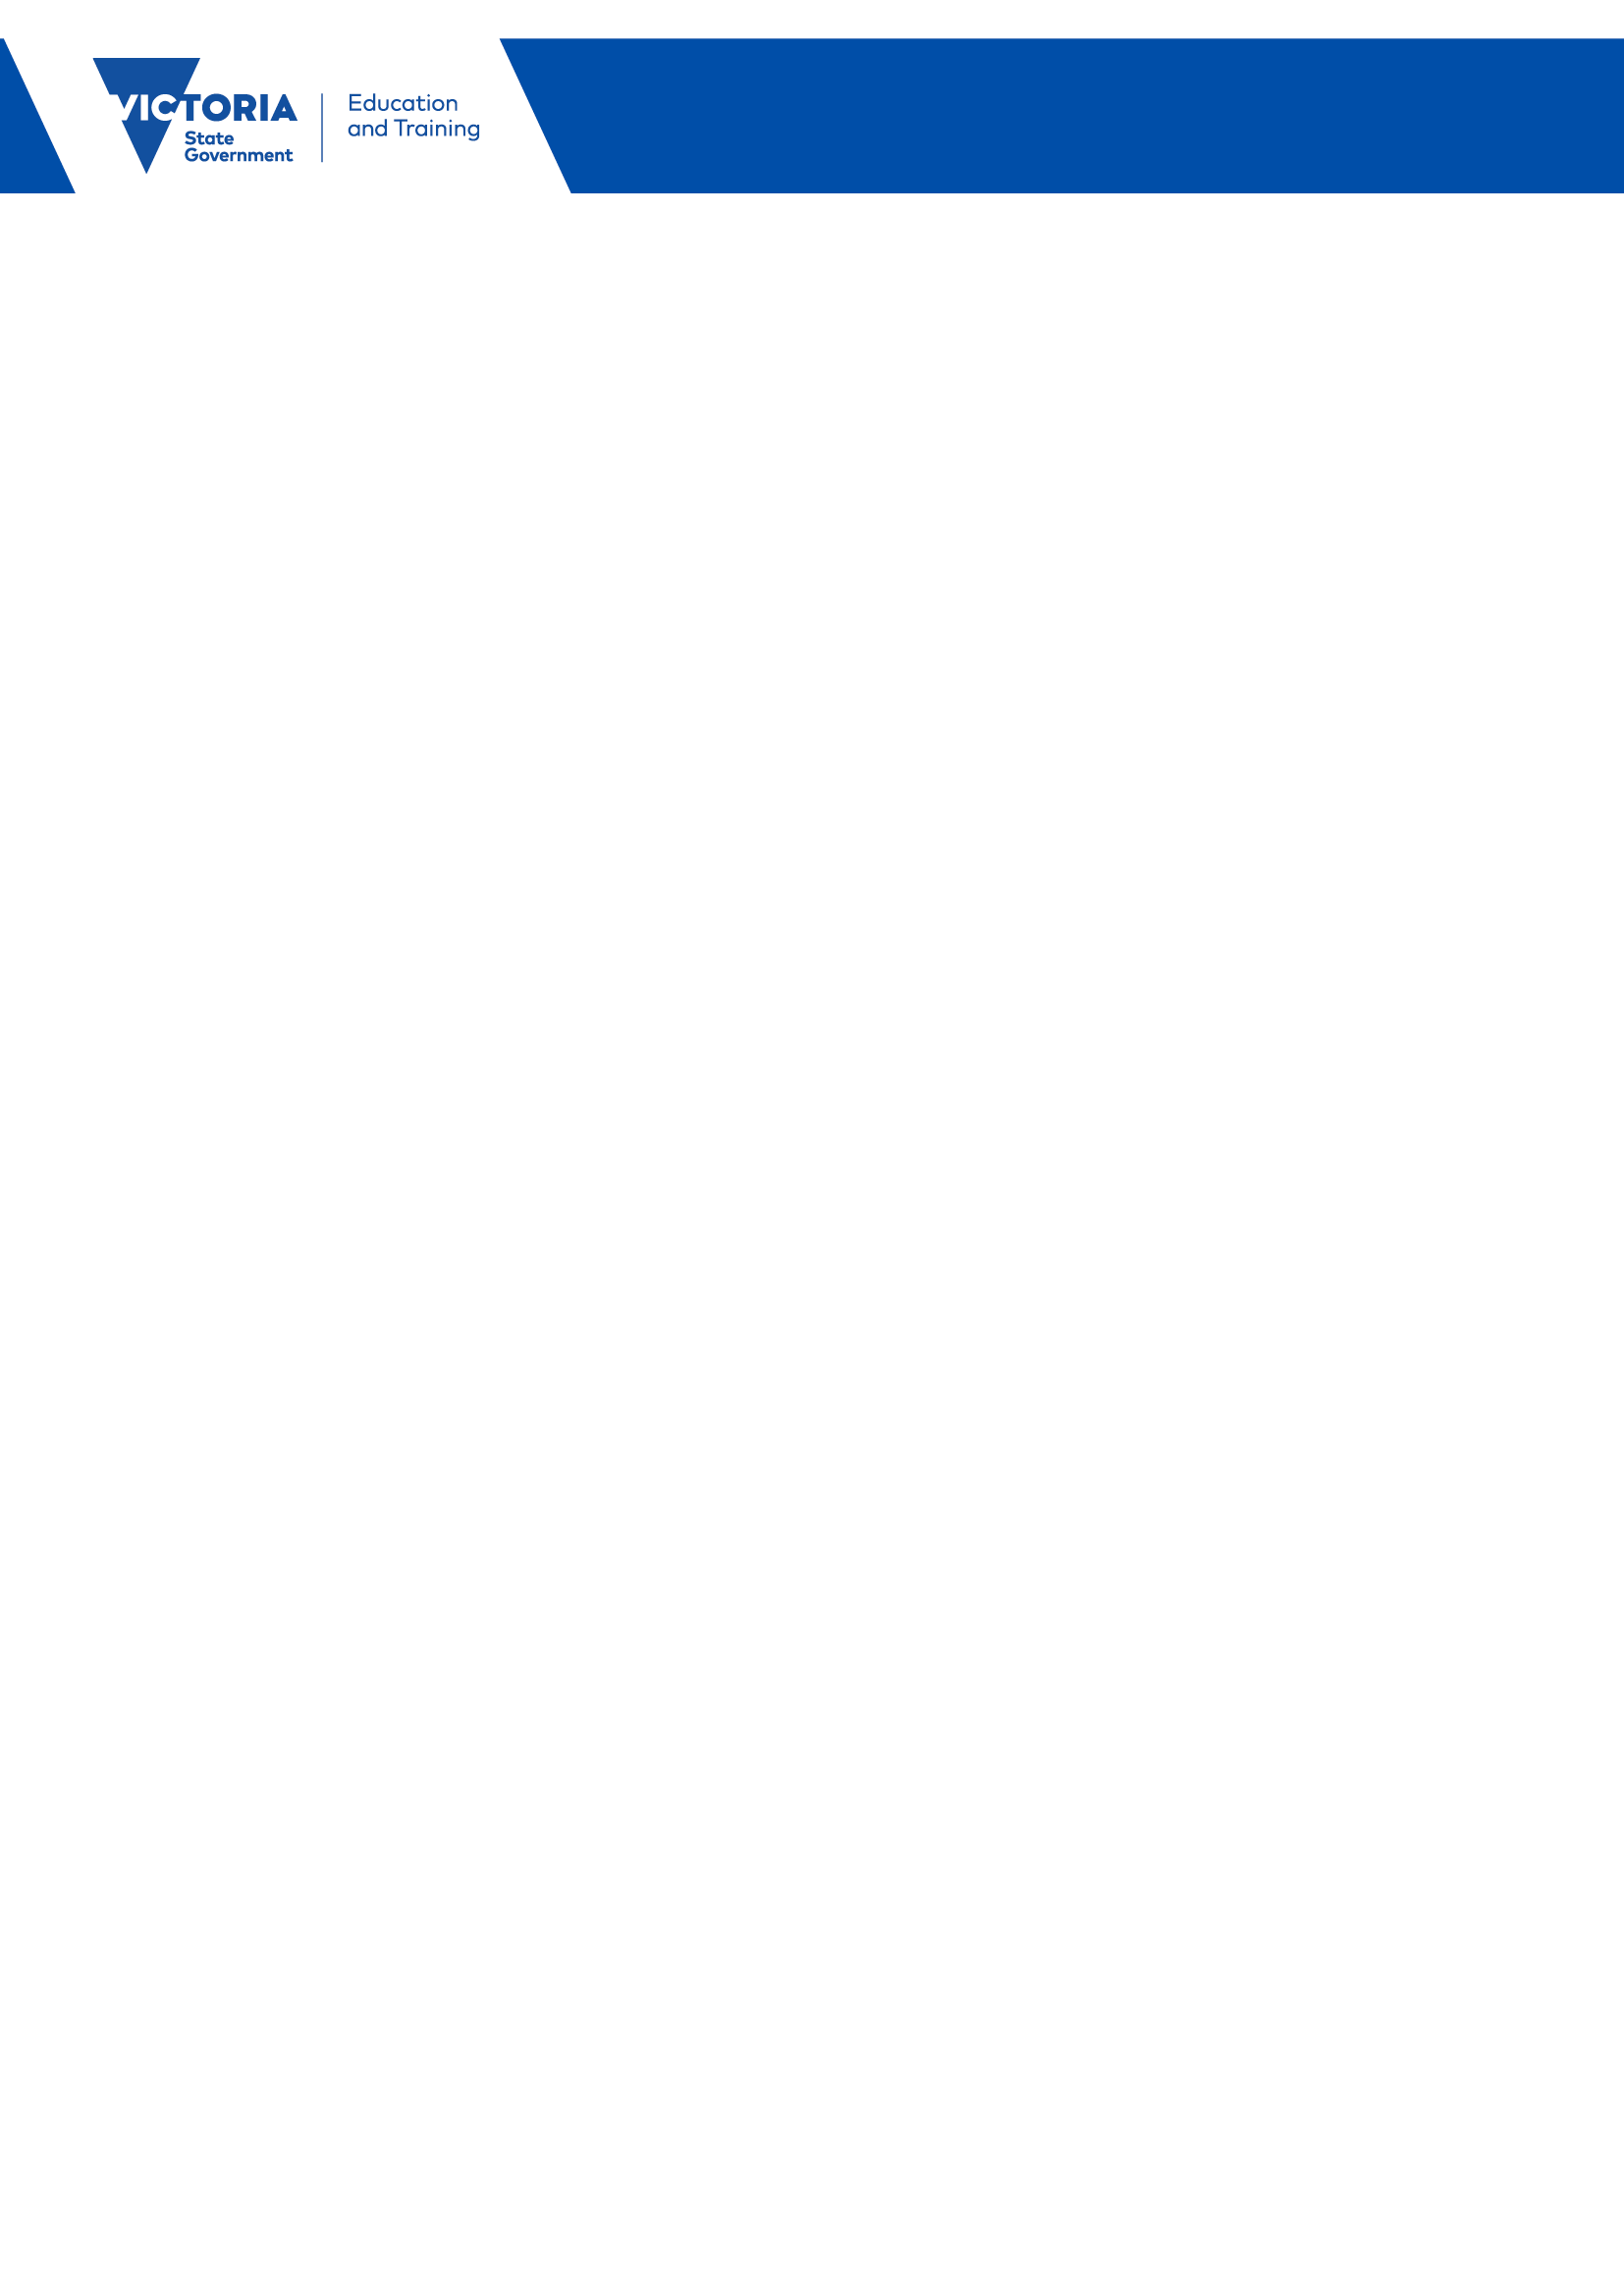 VICTORIA
State
Government
Education
and Training